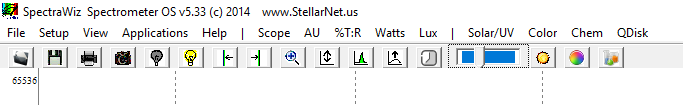 SpectraWiz Spectrometer OS v5.33 (c) 2014 www.StellarNet.us
File Setup View Applications Help | Scope AU %T:R Watts Lux | Solar/UV Color Chem QDisk
65536